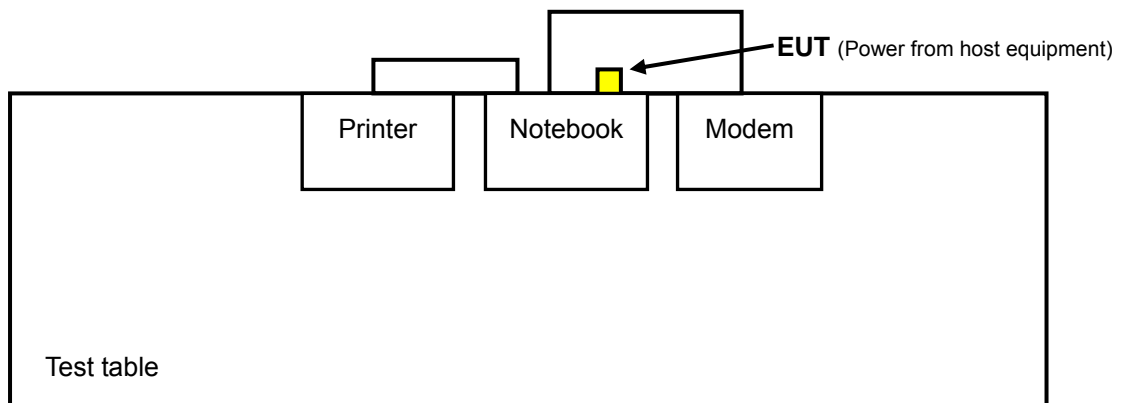 EUT (Power from host equipment)
Printer
Notebook
Modem
Test table